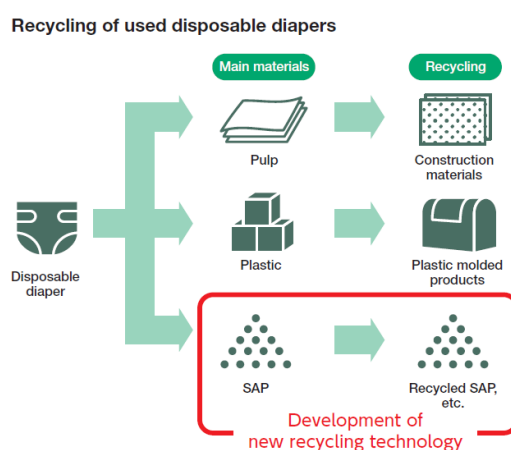 Recycling of used disposable diapers
Main materials
Recycling
Pulp
Construction
materials
Disposable
diaper
Plastic
Plastic molded
products
SAP
Recycled SAP,
etc.
Development of
new recycling technology